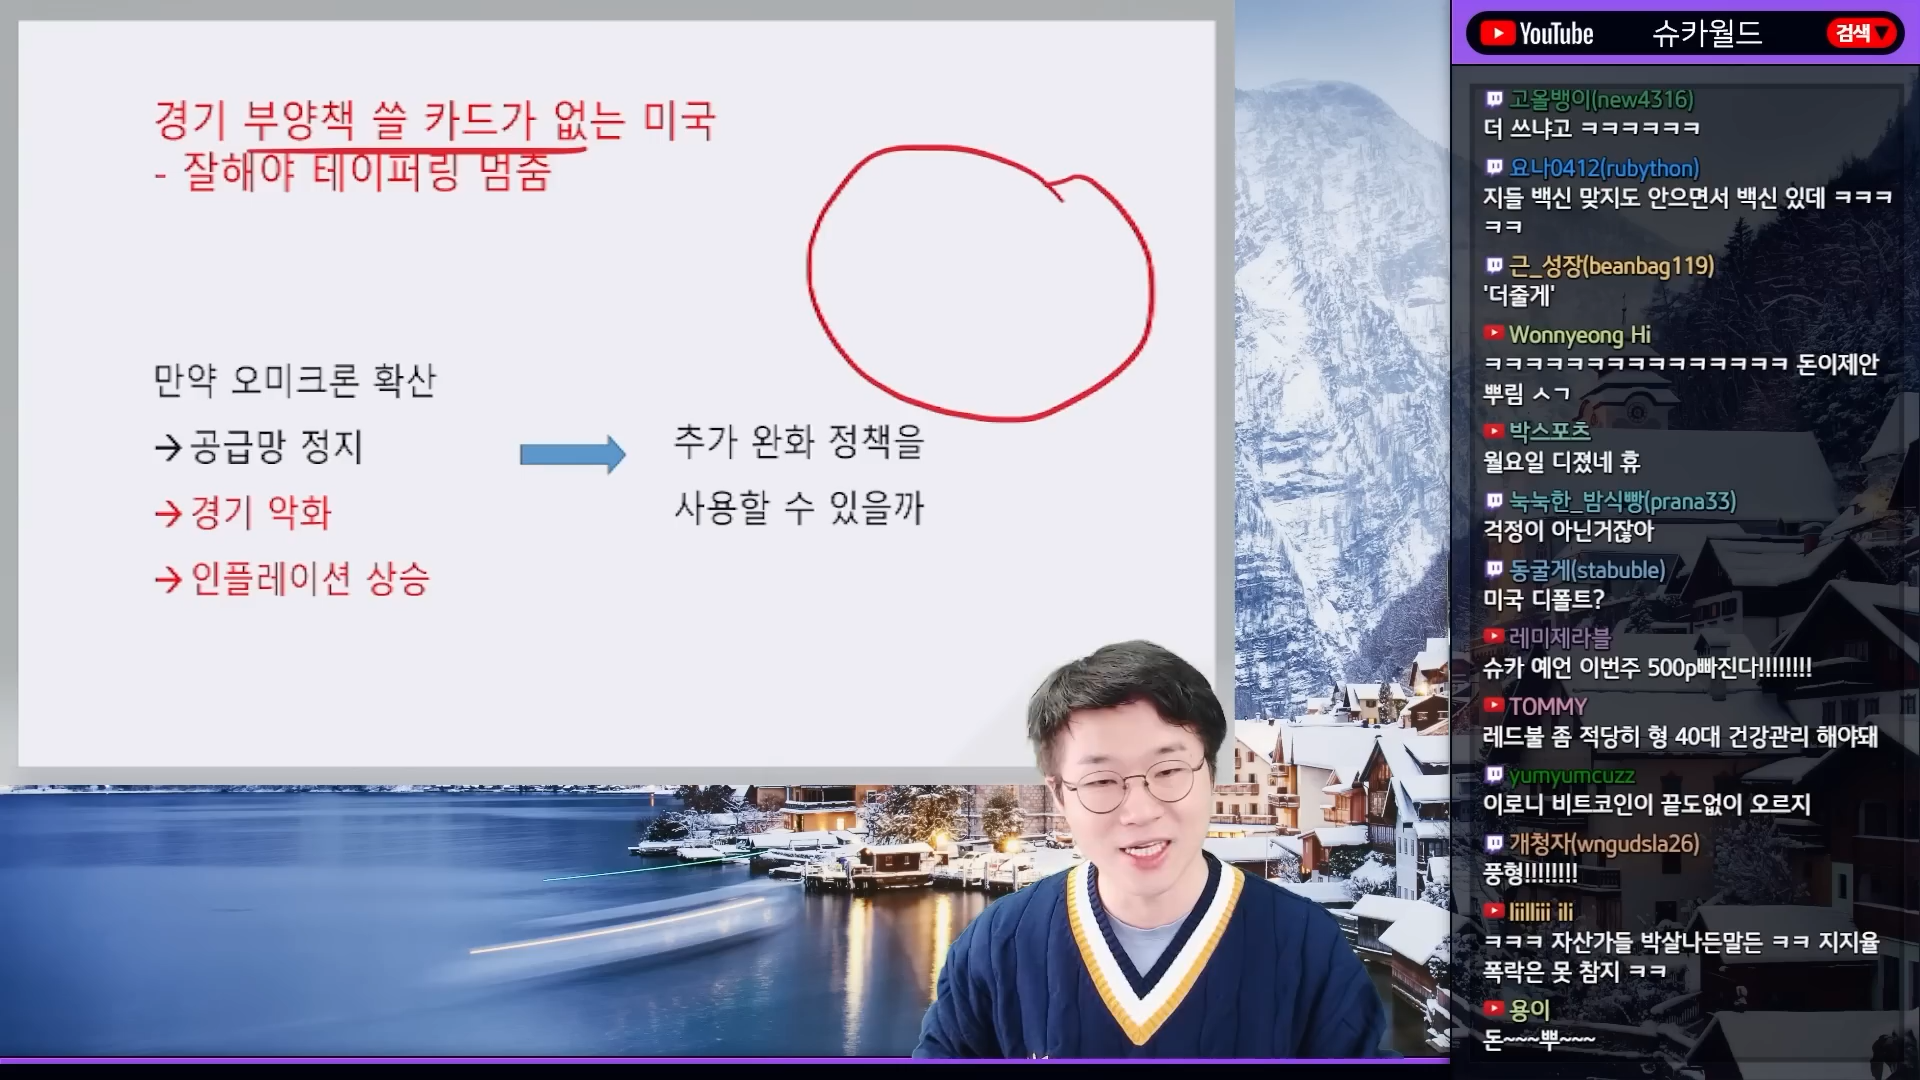 경기 부양책 쓸 카드가 없는 미국
- 잘해야 테이퍼링 멈춤
만약 오미크론 확산
→공급망 정지
→경기 악화
→인플레이션 상승
추가 완화 정책을
사용할 수 있을까
YouTube 슈카월드 검색▼
고올뱅이(new4316)
더 쓰냐고 ㅋㅋㅋㅋㅋㅋ
요나0412(rubython)
지들 백신 맞지도 안으면서 백신 있데 ㅋㅋㅋ
ㅋㅋ
근_성장(beanbag119)
'더줄게'
Wonnyeong Hi
ㅋㅋㅋㅋㅋㅋㅋㅋㅋㅋㅋㅋㅋㅋㅋㅋ 돈이제안
뿌림 ㅅㄱ
박스포츠
월요일 디졌네 휴
눅눅한_밤식빵(prana33)
걱정이 아닌거잖아
동굴게(stabuble)
미국 디폴트?
레미제라블
슈카 예언 이번주 500p빠진다!!!!!!!!
TOMMY
레드불 좀 적당히 형 40대 건강관리 해야돼
yumyumcuzz
이로니 비트코인이 끝도없이 오르지
개청자(wngudsla26)
풍형!!!!!!!!
liilliii ili
ㅋㅋㅋ 자산가들 박살나든말든 ㅋㅋ 지지율
폭락은 못 참지 ㅋㅋ
용이
돈~~~뿌~~~